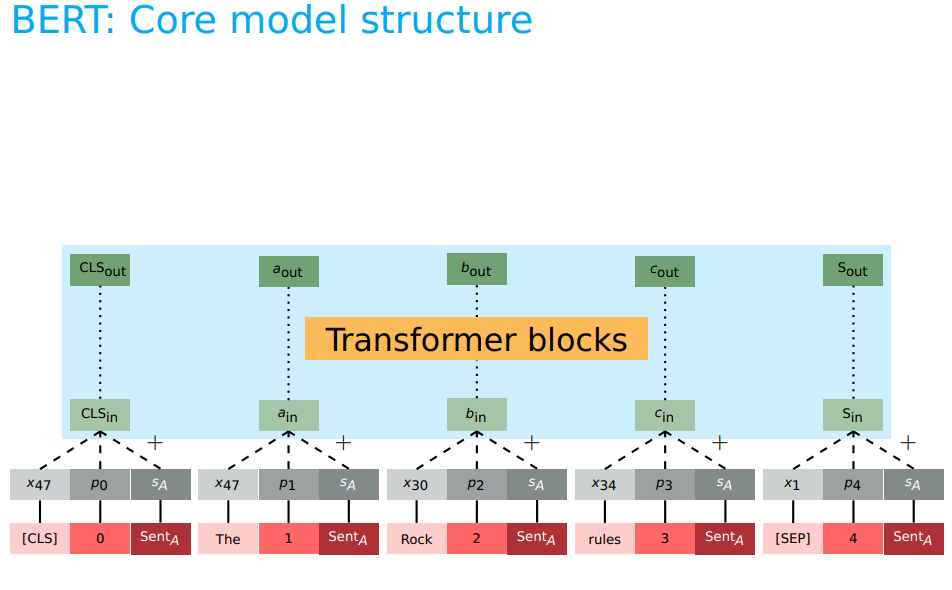 BERT: Core model structure
CLSout aout bout cout Sout
Transformer blocks
CLSin ain bin cin Sin
+ + + + +
x47 p0 sA x47 p1 sA x30 p2 sA x34 p3 sA x1 p4 sA
[CLS] 0 SentA The 1 SentA Rock 2 SentA rules 3 SentA [SEP] 4 SentA